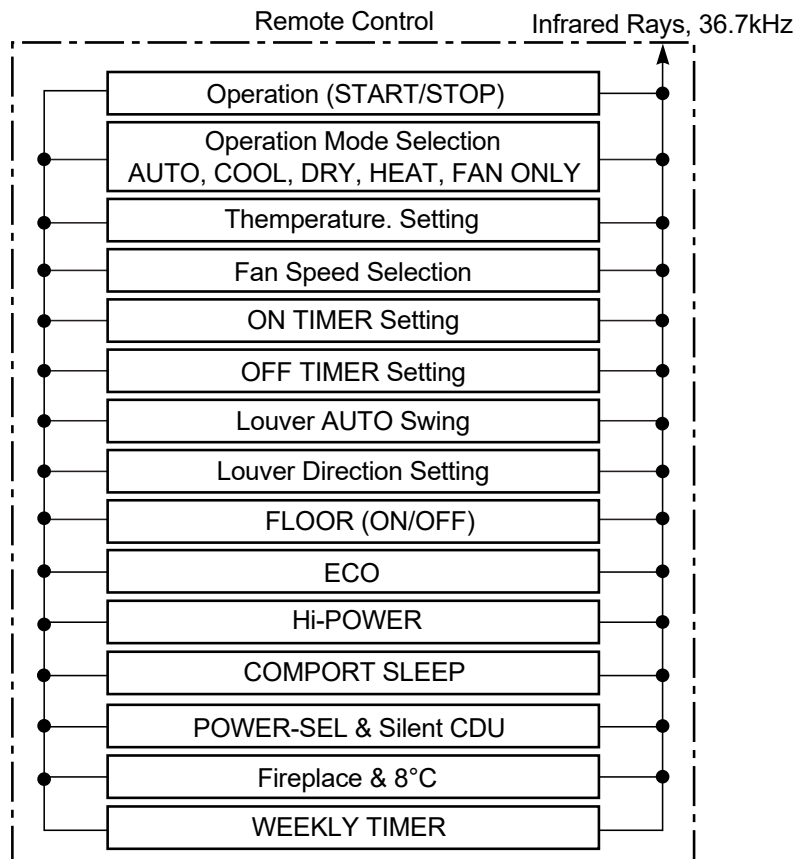 Remote Control
Infrared Rays, 36.7kHz
Operation (START/STOP)
Operation Mode Selection
AUTO, COOL, DRY, HEAT, FAN ONLY
Themperature. Setting
Fan Speed Selection
ON TIMER Setting
OFF TIMER Setting
Louver AUTO Swing
Louver Direction Setting
FLOOR (ON/OFF)
ECO
Hi-POWER
COMPORT SLEEP
POWER-SEL & Silent CDU
Fireplace & 8°C
WEEKLY TIMER